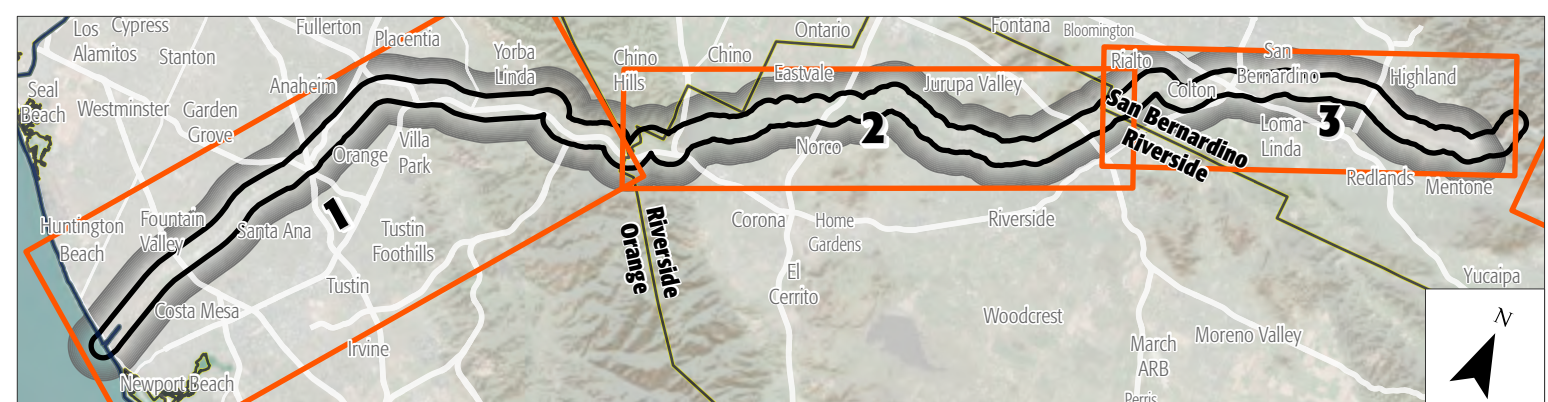 Los
Alamitos
Cypress
Stanton
Fullerton
Placentia
Yorba
Linda
Chino
Hills
Chino
Ontario
Eastvale
Jurupa Valley
Fontana
Bloomington
Rialto
Colton
San
Bernardino
Highland
Seal
Beach
Westminster
Garden
Grove
Anaheim
Villa
Park
Orange
Norco
2
San Bernardino
Riverside
Loma
Linda
3
Redlands
Mentone
Huntington
Beach
Fountain
Valley
Santa Ana
1
Tustin
Foothills
Riverside
Orange
Corona
Home
Gardens
Riverside
Tustin
El
Cerrito
Yucaipa
Costa Mesa
Irvine
Woodcrest
March
ARB
Moreno Valley
N
Newport Beach
Perris